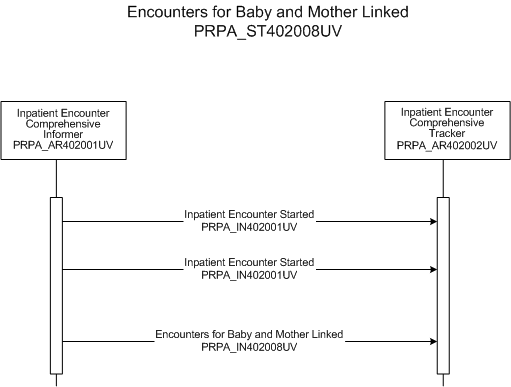 Encounters for Baby and Mother Linked
PRPA_ST402008UV
Inpatient Encounter
Comprehensive
Informer
PRPA_AR402001UV
Inpatient Encounter
Comprehensive
Tracker
PRPA_AR402002UV
Inpatient Encounter Started
PRPA_IN402001UV
Inpatient Encounter Started
PRPA_IN402001UV
Encounters for Baby and Mother Linked
PRPA_IN402008UV